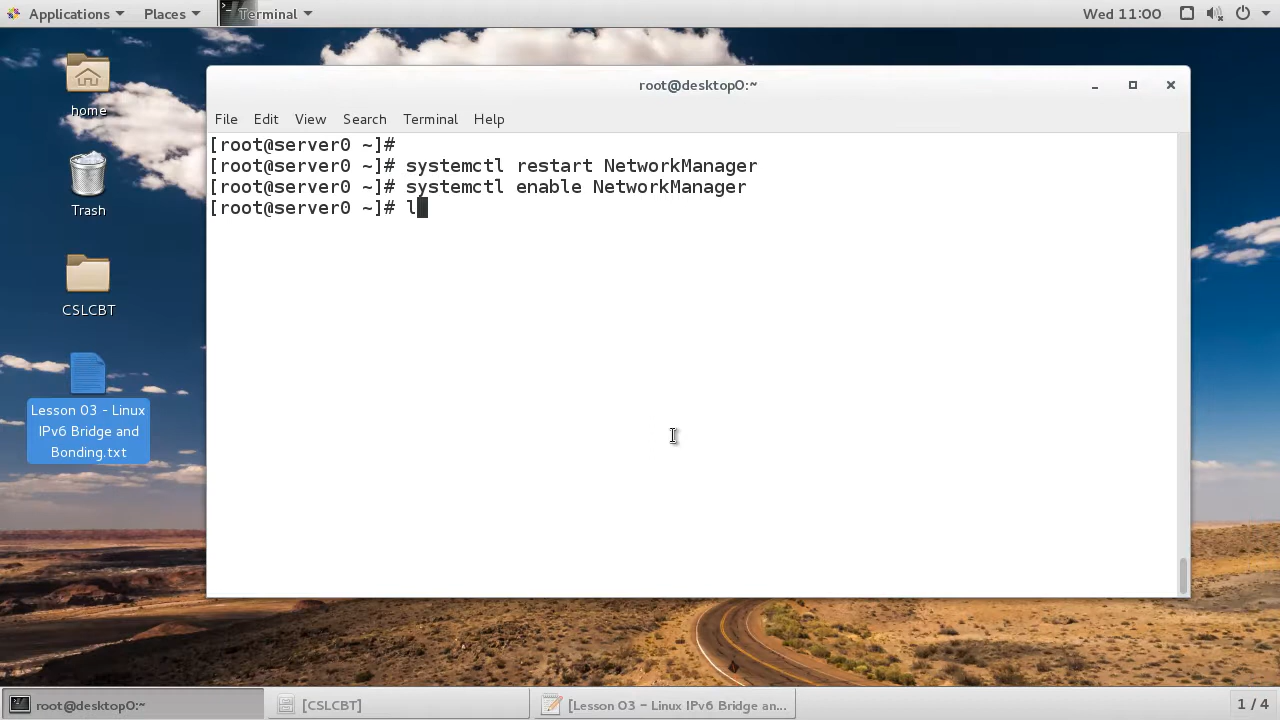 Applications
Places
Terminal
Wed 11:00
home
Trash
CSLCBT
Lesson 03 - Linux
IPv6 Bridge and
Bonding.txt
root@desktop0:~
File Edit View Search Terminal Help
[root@server0 ~]#
[root@server0 ~]# systemctl restart NetworkManager
[root@server0 ~]# systemctl enable NetworkManager
[root@server0 ~]# l
root@desktop0:~
[CSLCBT]
[Lesson 03 – Linux IPv6 Bridge an...
1 / 4